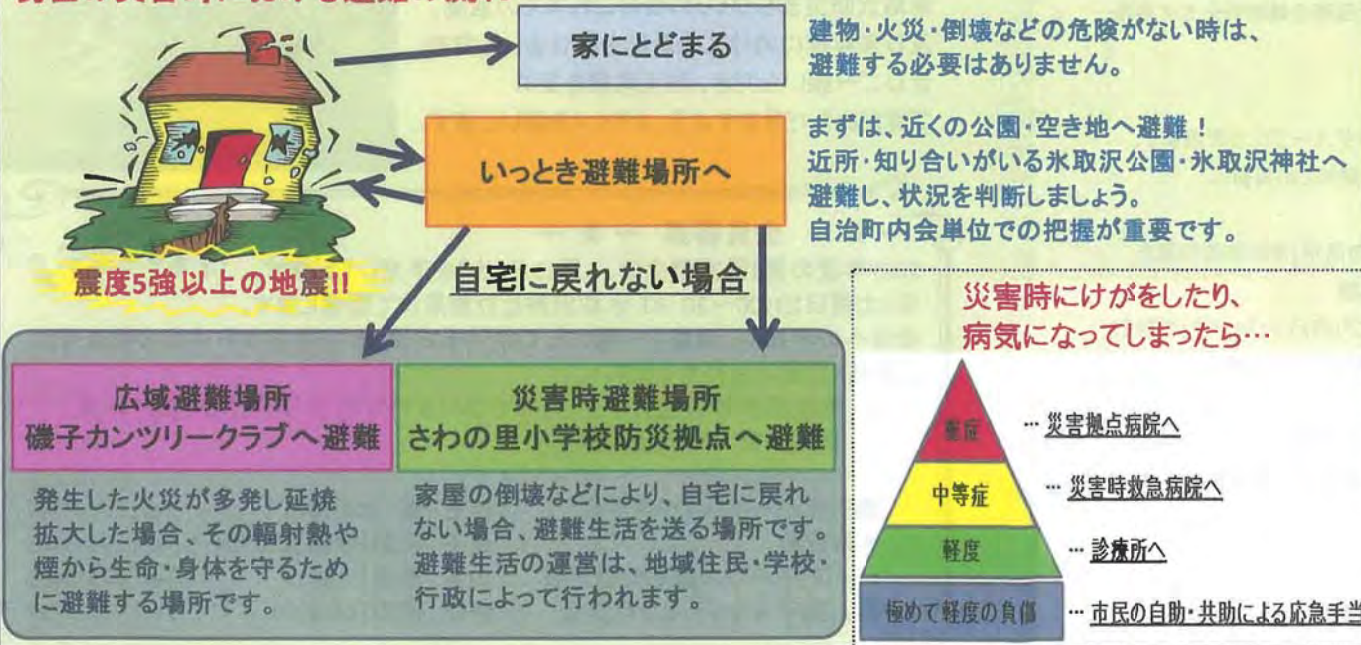 家にとどまる
建物・火災・倒壊などの危険がない時は、
避難する必要はありません。
いっとき避難場所へ
まずは、近くの公園・空き地へ避難！
近所・知り合いがいる氷取沢公園・氷取沢神社へ
避難し、状況を判断しましょう。
自治町内会単位での把握が重要です。
震度5強以上の地震!!
自宅に戻れない場合
広域避難場所
磯子カンツリークラブへ避難
発生した火災が多発し延焼
拡大した場合、その輻射熱や
煙から生命・身体を守るため
に避難する場所です。
災害時避難場所
さわの里小学校防災拠点へ避難
家屋の倒壊などにより、自宅に戻れ
ない場合、避難生活を送る場所です。
避難生活の運営は、地域住民・学校・
行政によって行われます。
災害時にけがをしたり、
病気になってしまったら…
重症 … 災害拠点病院へ
中等症 … 災害時救急病院へ
軽度 … 診療所へ
極めて軽度の負傷 … 市民の自助・共助による応急手当